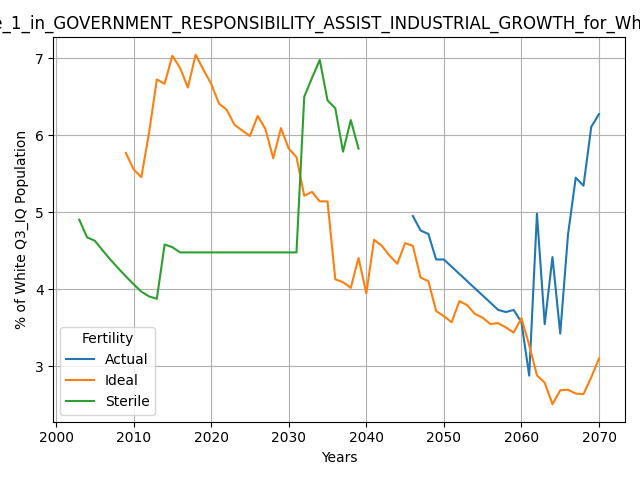 e_1_in_GOVERNMENT_RESPONSIBILITY_ASSIST_INDUSTRIAL_GROWTH_for_Wh
7
6
5
4
3
% of White Q3_IQ Population
Fertility
Actual
Ideal
Sterile
2000 2010 2020 2030 2040 2050 2060 2070
Years